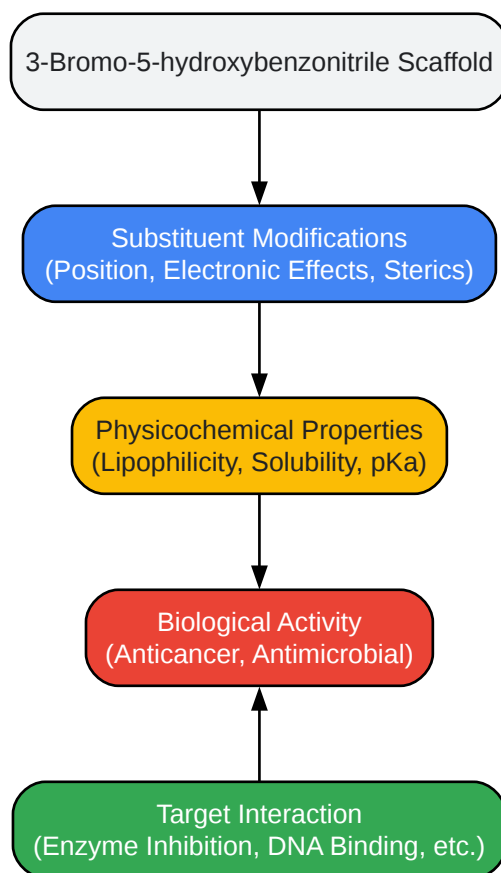 3-Bromo-5-hydroxybenzonitrile Scaffold
Substituent Modifications
(Position, Electronic Effects, Sterics)
Physicochemical Properties
(Lipophilicity, Solubility, pKa)
Biological Activity
(Anticancer, Antimicrobial)
Target Interaction
(Enzyme Inhibition, DNA Binding, etc.)